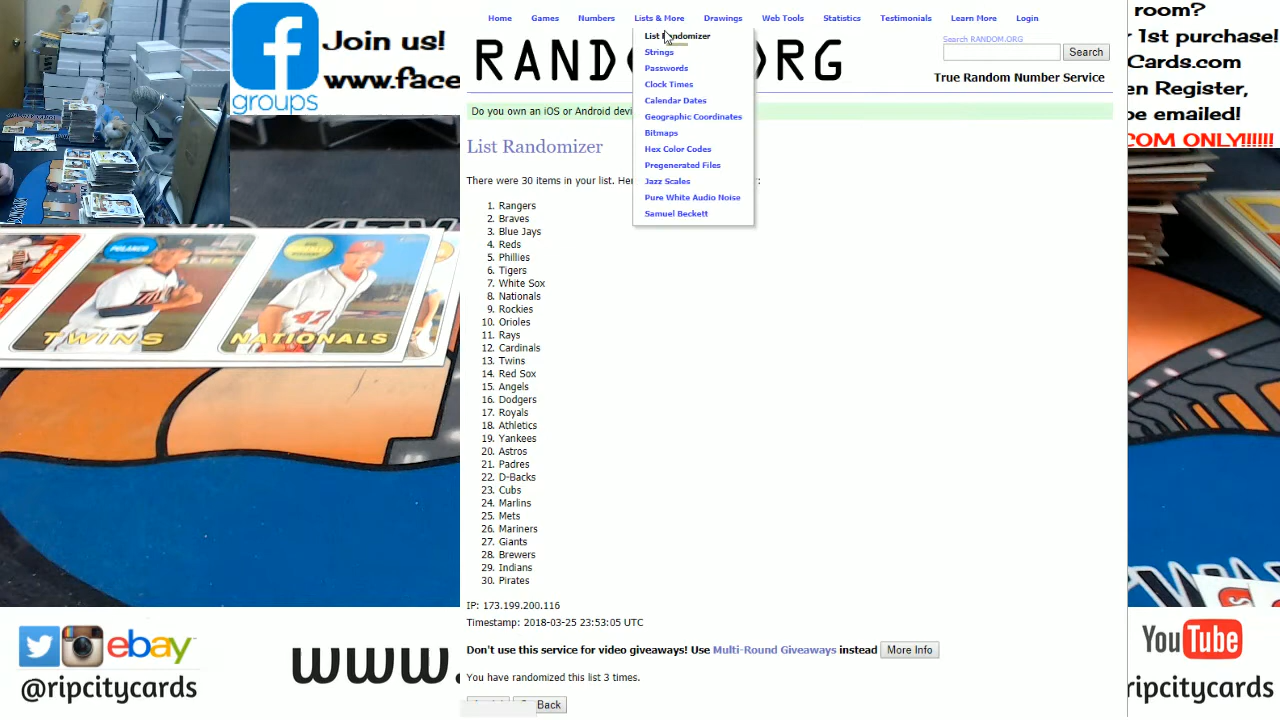 groups
Join us!
www.face
Home Games Numbers Lists & More Drawings Web Tools Statistics Testimonials Learn More Login
Search RANDOM.ORG
Search
True Random Number Service
Do you own an iOS or Android devi
List Randomizer
Strings
Passwords
Clock Times
Calendar Dates
Geographic Coordinates
Bitmaps
Hex Color Codes
Pregenerated Files
Jazz Scales
Pure White Audio Noise
Samuel Beckett
List Randomizer
There were 30 items in your list.
1. Rangers
2. Braves
3. Blue Jays
4. Reds
5. Phillies
6. Tigers
7. White Sox
8. Nationals
9. Rockies
10. Orioles
11. Rays
12. Cardinals
13. Twins
14. Red Sox
15. Angels
16. Dodgers
17. Royals
18. Athletics
19. Yankees
20. Astros
21. Padres
22. D-Backs
23. Cubs
24. Marlins
25. Mets
26. Mariners
27. Giants
28. Brewers
29. Indians
30. Pirates
IP: 173.199.200.116
Timestamp: 2018-03-25 23:53:05 UTC
Don't use this service for video giveaways! Use Multi-Round Giveaways instead More Info
You have randomized this list 3 times.
Back
room?
r 1st purchase!
Cards.com
en Register,
be emailed!
COM ONLY!!!!!!
POLANCO
TWINS
NATIONALS
47
ebay
@ripcitycards
www.
YouTube
ripcitycards